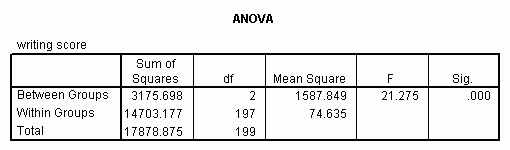 ANOVA
writing score
Sum of Squares df Mean Square F Sig.
Between Groups 3175.698 2 1587.849 21.275 .000
Within Groups 14703.177 197 74.635
Total 17878.875 199